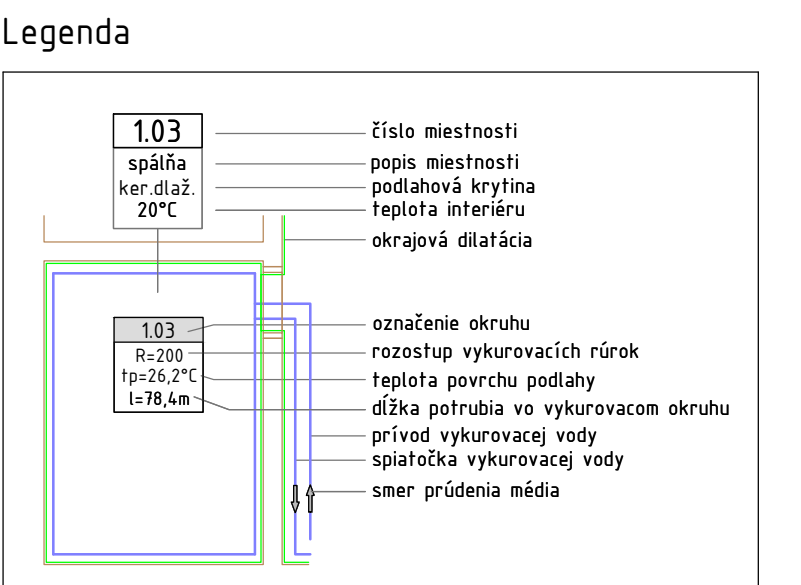 Legenda
1.03
spálňa
ker.dlaž.
20°C
číslo miestnosti
popis miestnosti
podlahová krytina
teplota interiéru
okrajová dilatácia
1.03
R=200
tp=26,2°C
l=78,4m
označenie okruhu
rozostup vykurovacích rúrok
teplota povrchu podlahy
dĺžka potrubia vo vykurovacom okruhu
prívod vykurovacej vody
spiatočka vykurovacej vody
smer prúdenia média